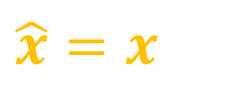 x̂ = x